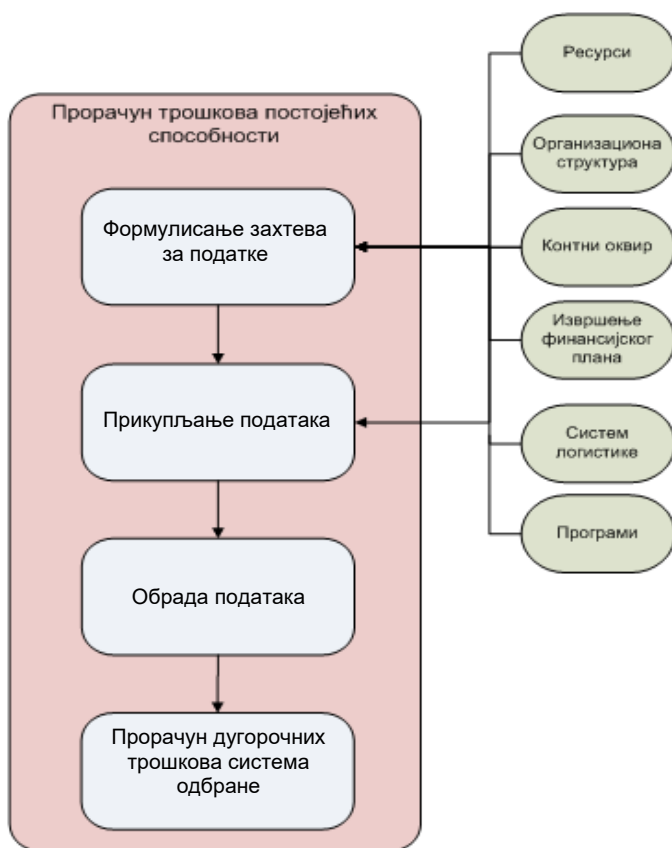 Прорачун трошкова постојећих
способности
Формулисање захтева
за податке
Прикупљање података
Обрада података
Прорачун дугорочних
трошкова система
одбране
Ресурси
Организациона
структура
Контни оквир
Извршење
финансијског
плана
Систем
логистике
Програми